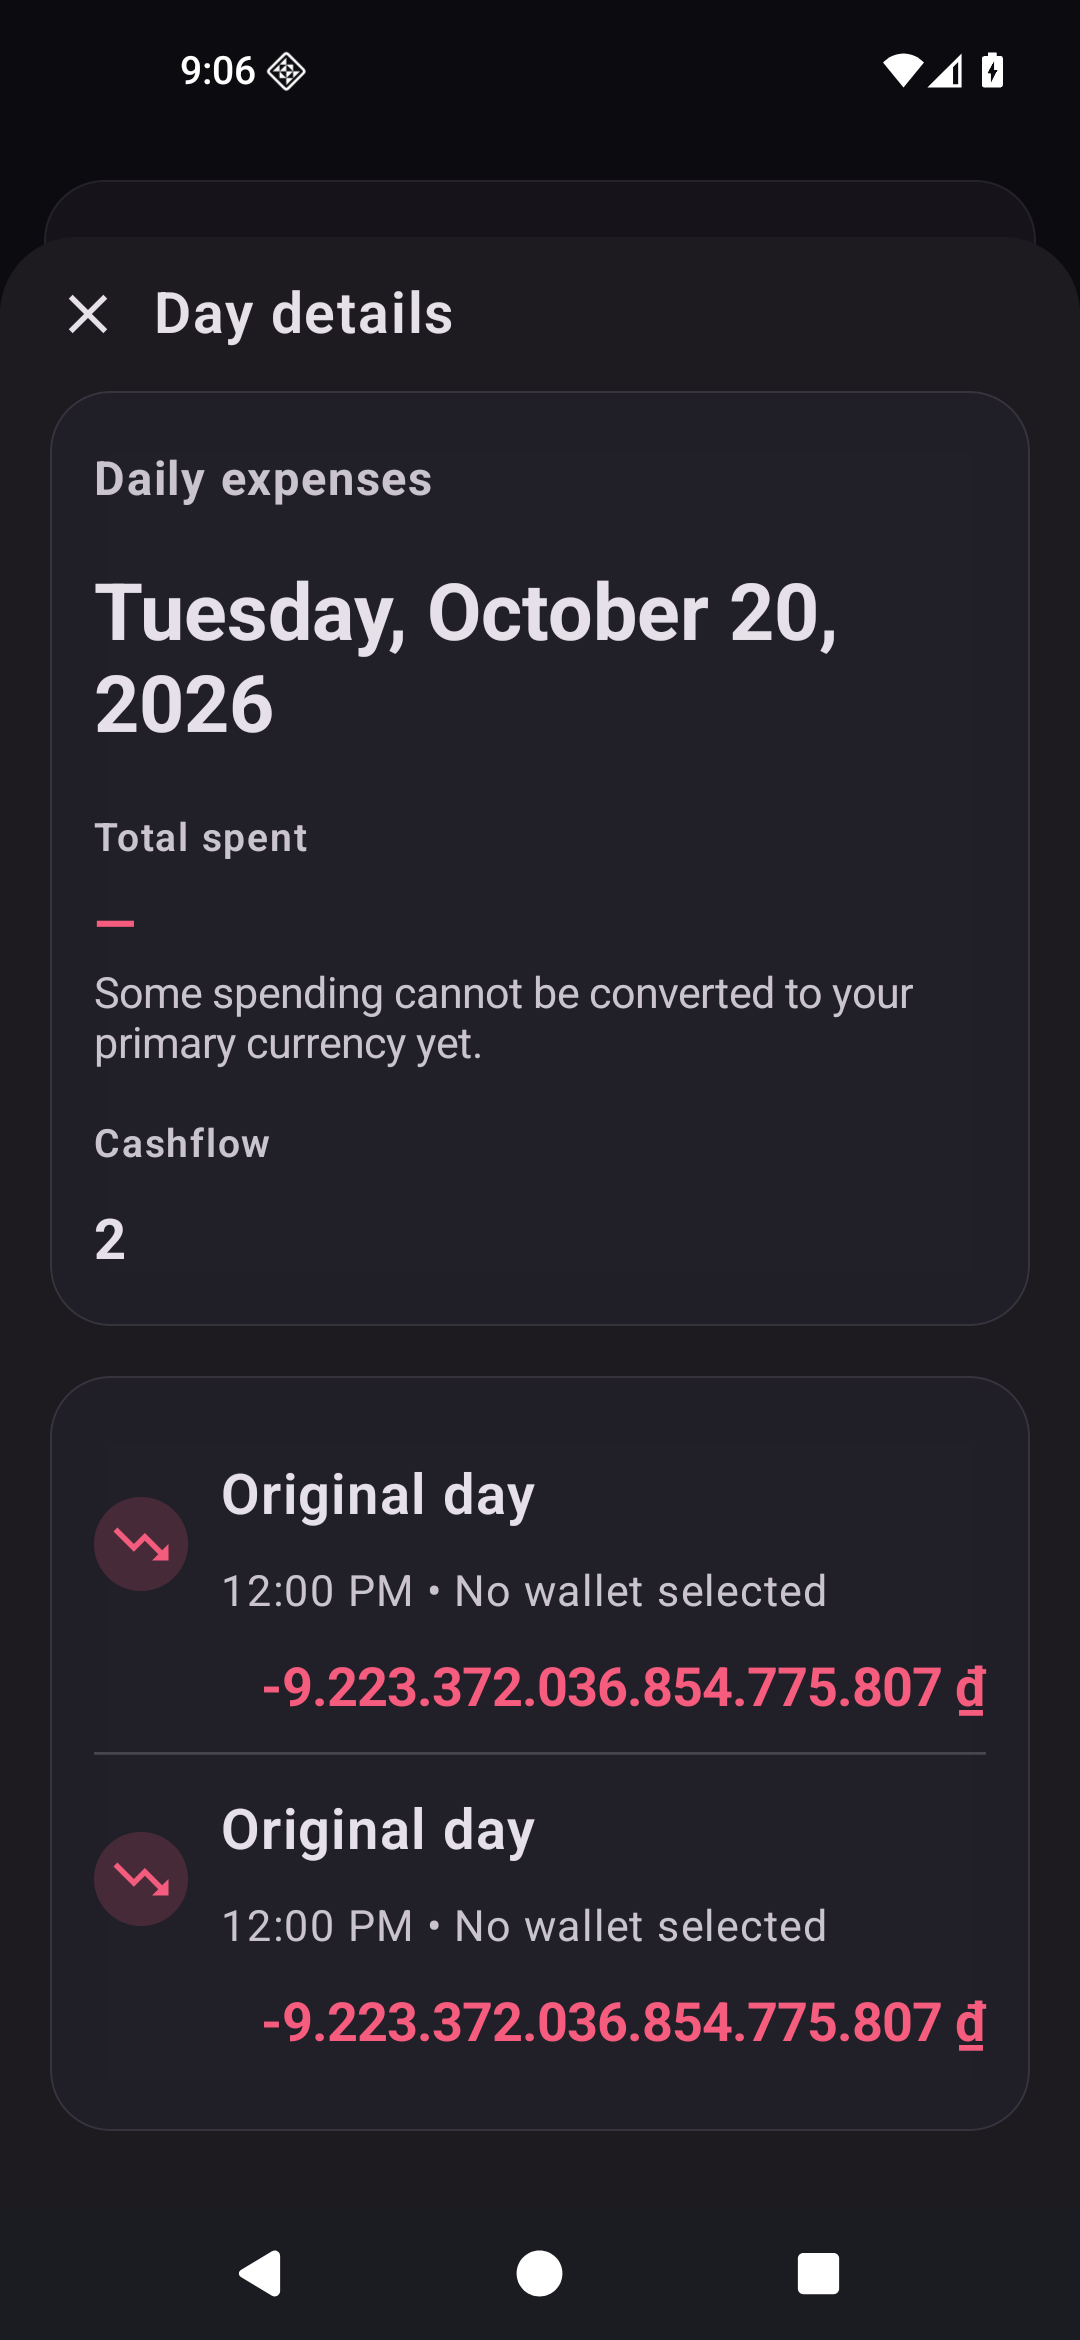 9:06
Day details
Daily expenses
Tuesday, October 20,
2026
Total spent
—
Some spending cannot be converted to your
primary currency yet.
Cashflow
2
Original day
12:00 PM • No wallet selected
-9.223.372.036.854.775.807 ₫
Original day
12:00 PM • No wallet selected
-9.223.372.036.854.775.807 ₫